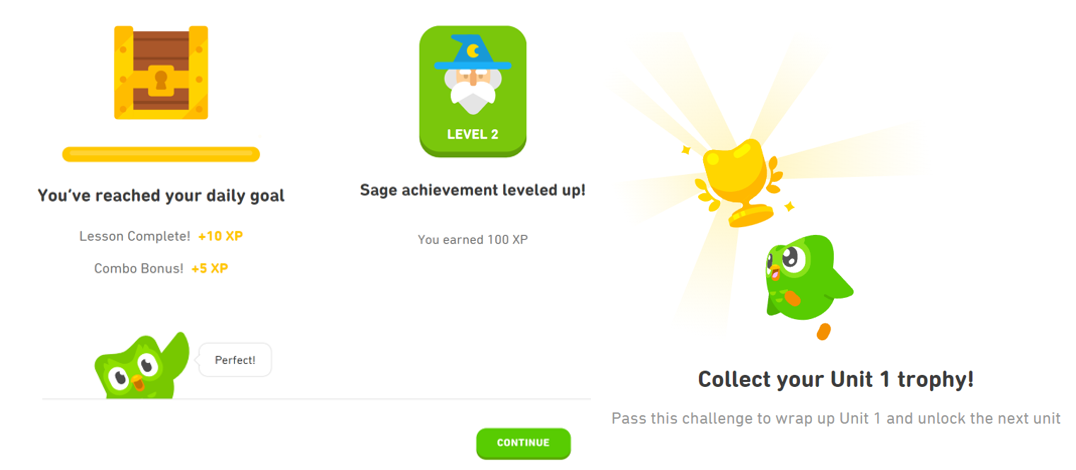 You've reached your daily goal
Lesson Complete! +10 XP
Combo Bonus! +5 XP
Perfect!
LEVEL 2
Sage achievement leveled up!
You earned 100 XP
CONTINUE
Collect your Unit 1 trophy!
Pass this challenge to wrap up Unit 1 and unlock the next unit